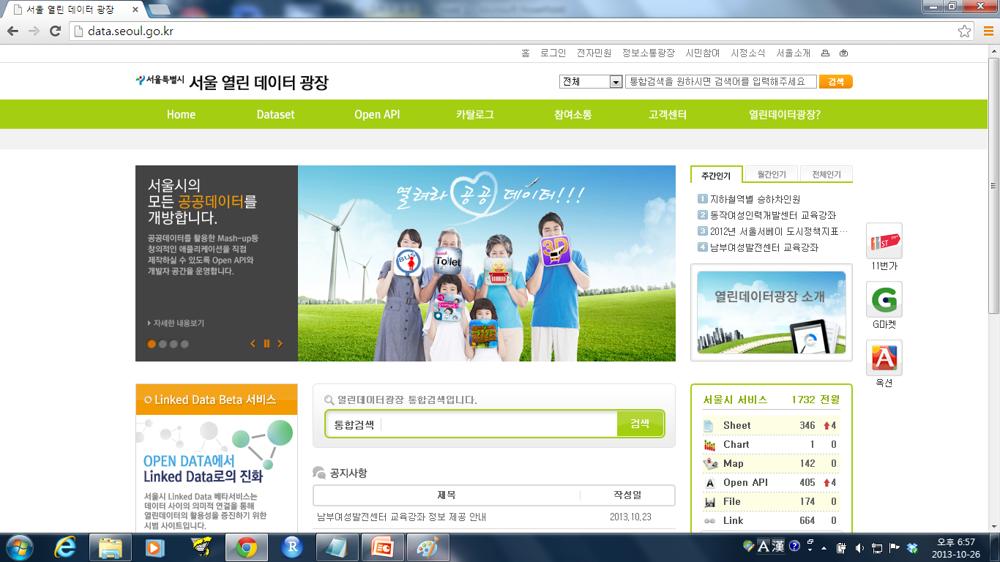 서울 열린 데이터 광장
data.seoul.go.kr
홈 로그인 전자민원 정보소통광장 시민참여 시정소식 서울소개
서울특별시 서울 열린 데이터 광장
전체 통합검색을 원하시면 검색어를 입력해주세요 검색
Home Dataset Open API 카탈로그 참여소통 고객센터 열린데이터광장?
서울시의
모든 공공데이터를
개방합니다.
공공데이터를 활용한 Mash-up등
창의적인 애플리케이션을 직접
제작하실 수 있도록 Open API와
개발자 공간을 운영합니다.
자세한 내용보기
열려라 공공 데이터!!!
BUS
Seoul
Toilet
3D
주간인기 월간인기 전체인기
1 지하철역별 승하차인원
2 동작여성인력개발센터 교육강좌
3 2012년 서울서베이 도시정책지표…
4 남부여성발전센터 교육강좌
열린데이터광장 소개
11ST
11번가
G마켓
옥션
Linked Data Beta 서비스
OPEN DATA에서
Linked Data로의 진화
서울시 Linked Data 베타서비스는
데이터 사이의 의미적 연결을 통해
열린데이터의 활용성을 증진하기 위한
시범 사이트입니다.
열린데이터광장 통합검색입니다.
통합검색 검색
공지사항
제목 작성일
남부여성발전센터 교육강좌 정보 제공 안내 2013.10.23
서울시 서비스 1732 전월
Sheet 346 4
Chart 1 0
Map 142 0
Open API 405 4
File 174 0
Link 664 0
A 漢
오후 6:57
2013-10-26